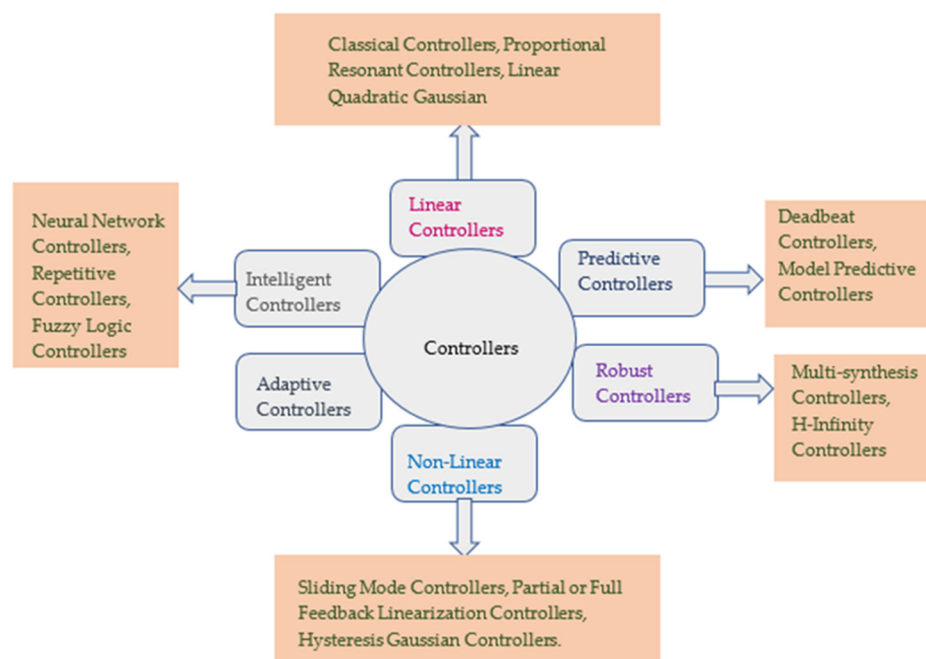 Classical Controllers, Proportional
Resonant Controllers, Linear
Quadratic Gaussian
Linear
Controllers
Neural Network
Controllers,
Repetitive
Controllers,
Fuzzy Logic
Controllers
Intelligent
Controllers
Predictive
Controllers
Deadbeat
Controllers,
Model Predictive
Controllers
Controllers
Adaptive
Controllers
Robust
Controllers
Multi-synthesis
Controllers,
H-Infinity
Controllers
Non-Linear
Controllers
Sliding Mode Controllers, Partial or Full
Feedback Linearization Controllers,
Hysteresis Gaussian Controllers.